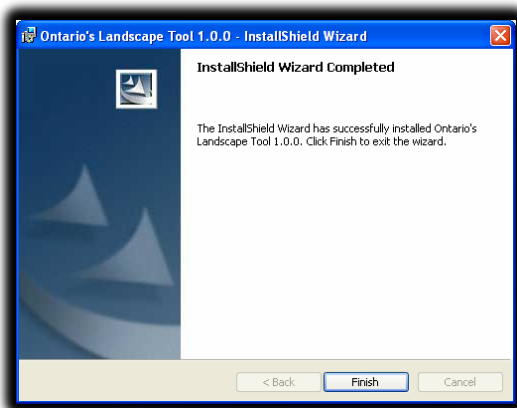 Ontario's Landscape Tool 1.0.0 - InstallShield Wizard
InstallShield Wizard Completed
The InstallShield Wizard has successfully installed Ontario's
Landscape Tool 1.0.0. Click Finish to exit the wizard.
< Back Finish Cancel